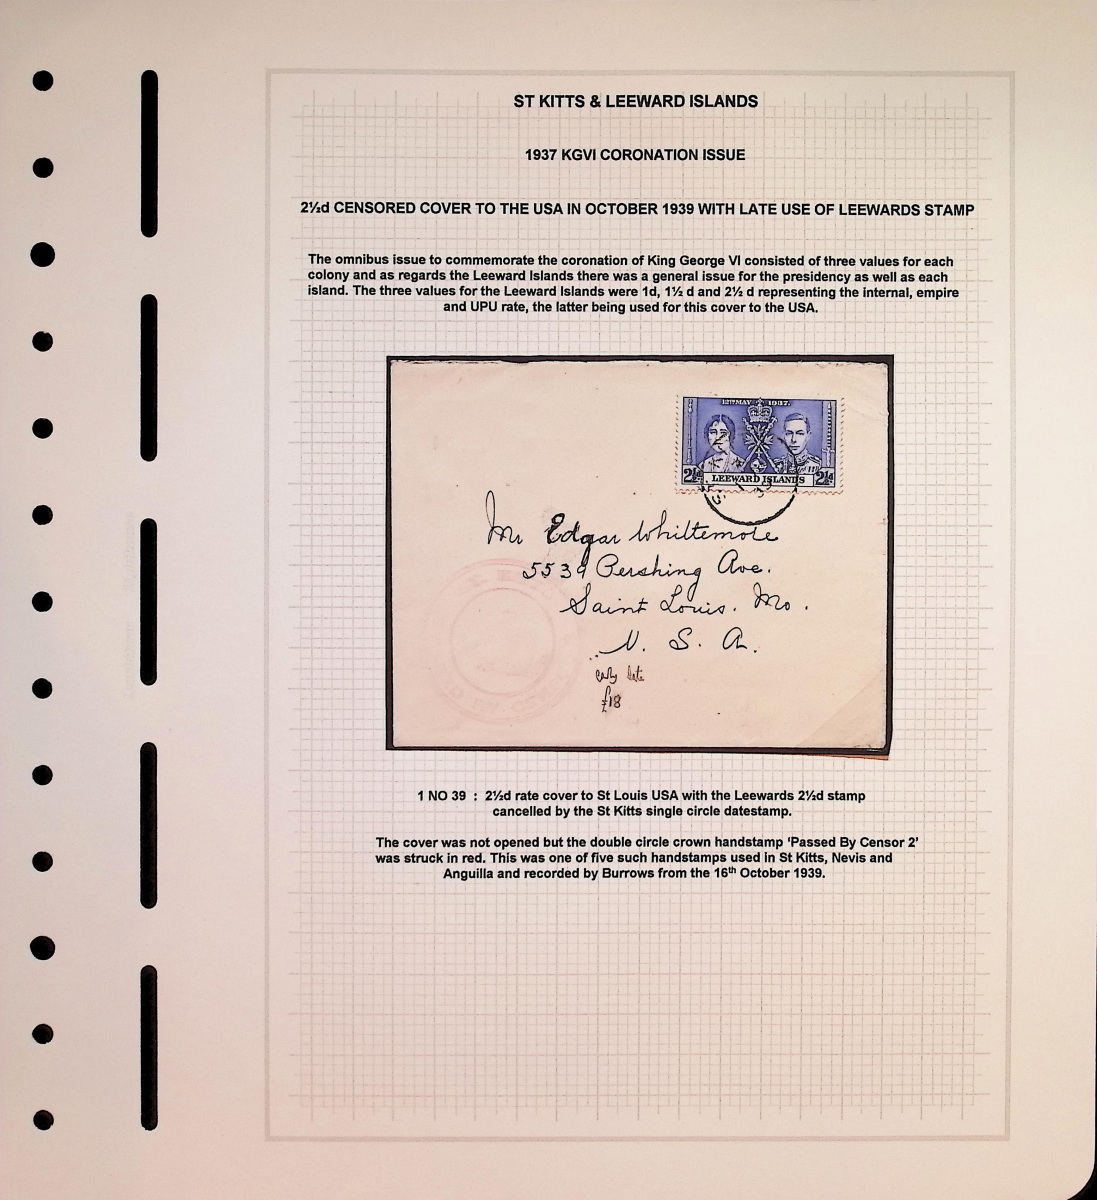 ST KITTS & LEEWARD ISLANDS
1937 KGVI CORONATION ISSUE
2½d CENSORED COVER TO THE USA IN OCTOBER 1939 WITH LATE USE OF LEEWARDS STAMP
The omnibus issue to commemorate the coronation of King George VI consisted of three values for each
colony and as regards the Leeward Islands there was a general issue for the presidency as well as each
island. The three values for the Leeward Islands were 1d, 1½ d and 2½ d representing the internal, empire
and UPU rate, the latter being used for this cover to the USA.
12TH MAY 1937.
2½d LEEWARD ISLANDS 2½d
Mr Edgar Whittemore
5539 Pershing Ave.
Saint Louis. Mo.
U. S. A.
early date
£18
1 NO 39 : 2½d rate cover to St Louis USA with the Leewards 2½d stamp
cancelled by the St Kitts single circle datestamp.
The cover was not opened but the double circle crown handstamp 'Passed By Censor 2'
was struck in red. This was one of five such handstamps used in St Kitts, Nevis and
Anguilla and recorded by Burrows from the 16th October 1939.